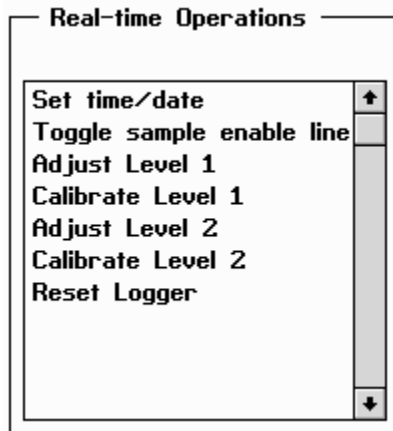 Real-time Operations
Set time/date
Toggle sample enable line
Adjust Level 1
Calibrate Level 1
Adjust Level 2
Calibrate Level 2
Reset Logger